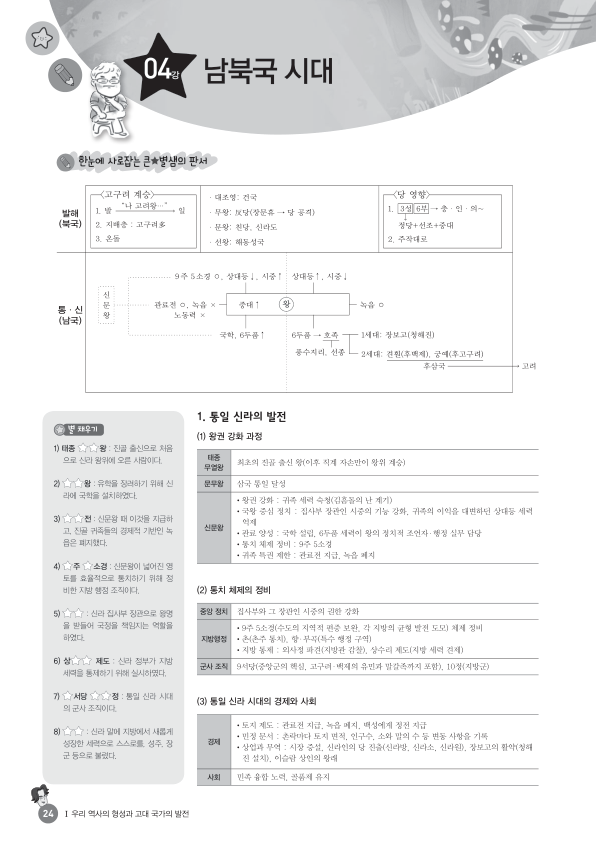 04강 남북국 시대
한눈에 사로잡는 큰★별쌤의 판서
발해
(북국)
<고구려 계승>
"나 고려왕…"
1. 발 → 일
2. 지배층 : 고구려多
3. 온돌
· 대조영: 건국
· 무왕: 反당(장문휴 → 당 공격)
· 문왕: 친당, 신라도
· 선왕: 해동성국
<당 영향>
1. 3성 6부 → 충·인·의~
↓
정당+선조+중대
2. 주작대로
통·신
(남국)
신
문
왕
9주 5소경 ○, 상대등↓, 시중↑
상대등↑, 시중↓
관료전 ○, 녹읍 ×
노동력 ×
중대↑
왕
녹읍 ○
국학, 6두품↑
6두품 → 호족
풍수지리, 선종
1세대: 장보고(청해진)
2세대: 견훤(후백제), 궁예(후고구려)
후삼국 → 고려
별 채우기
1) 태종 ☆☆왕 : 진골 출신으로 처음
으로 신라 왕위에 오른 사람이다.
2) ☆☆왕 : 유학을 장려하기 위해 신
라에 국학을 설치하였다.
3) ☆☆전 : 신문왕 때 이것을 지급하
고, 진골 귀족들의 경제적 기반인 녹
읍은 폐지했다.
4) ☆주 ☆소경 : 신문왕이 넓어진 영
토를 효율적으로 통치하기 위해 정
비한 지방 행정 조직이다.
5) ☆☆ : 신라 집사부 장관으로 왕명
을 받들어 국정을 책임지는 역할을
하였다.
6) 상☆☆ 제도 : 신라 정부가 지방
세력을 통제하기 위해 실시하였다.
7) ☆서당 ☆☆정 : 통일 신라 시대
의 군사 조직이다.
8) ☆☆ : 신라 말에 지방에서 새롭게
성장한 세력으로 스스로를, 성주, 장
군 등으로 불렀다.
1. 통일 신라의 발전
(1) 왕권 강화 과정
태종
무열왕
최초의 진골 출신 왕(이후 직계 자손만이 왕위 계승)
문무왕
삼국 통일 달성
신문왕
• 왕권 강화 : 귀족 세력 숙청(김흠돌의 난 계기)
• 국왕 중심 정치 : 집사부 장관인 시중의 기능 강화, 귀족의 이익을 대변하던 상대등 세력
억제
• 관료 양성 : 국학 설립, 6두품 세력이 왕의 정치적 조언자·행정 실무 담당
• 통치 체제 정비 : 9주 5소경
• 귀족 특권 제한 : 관료전 지급, 녹읍 폐지
(2) 통치 체제의 정비
중앙 정치
집사부와 그 장관인 시중의 권한 강화
지방행정
• 9주 5소경(수도의 지역적 편중 보완, 각 지방의 균형 발전 도모) 체제 정비
• 촌(촌주 통치), 향·부곡(특수 행정 구역)
• 지방 통제 : 외사정 파견(지방관 감찰), 상수리 제도(지방 세력 견제)
군사 조직
9서당(중앙군의 핵심, 고구려·백제의 유민과 말갈족까지 포함), 10정(지방군)
(3) 통일 신라 시대의 경제와 사회
경제
• 토지 제도 : 관료전 지급, 녹읍 폐지, 백성에게 정전 지급
• 민정 문서 : 촌락마다 토지 면적, 인구수, 소와 말의 수 등 변동 사항을 기록
• 상업과 무역 : 시장 증설, 신라인의 당 진출(신라방, 신라소, 신라원), 장보고의 활약(청해
진 설치), 이슬람 상인의 왕래
사회
민족 융합 노력, 골품제 유지
24 Ⅰ 우리 역사의 형성과 고대 국가의 발전